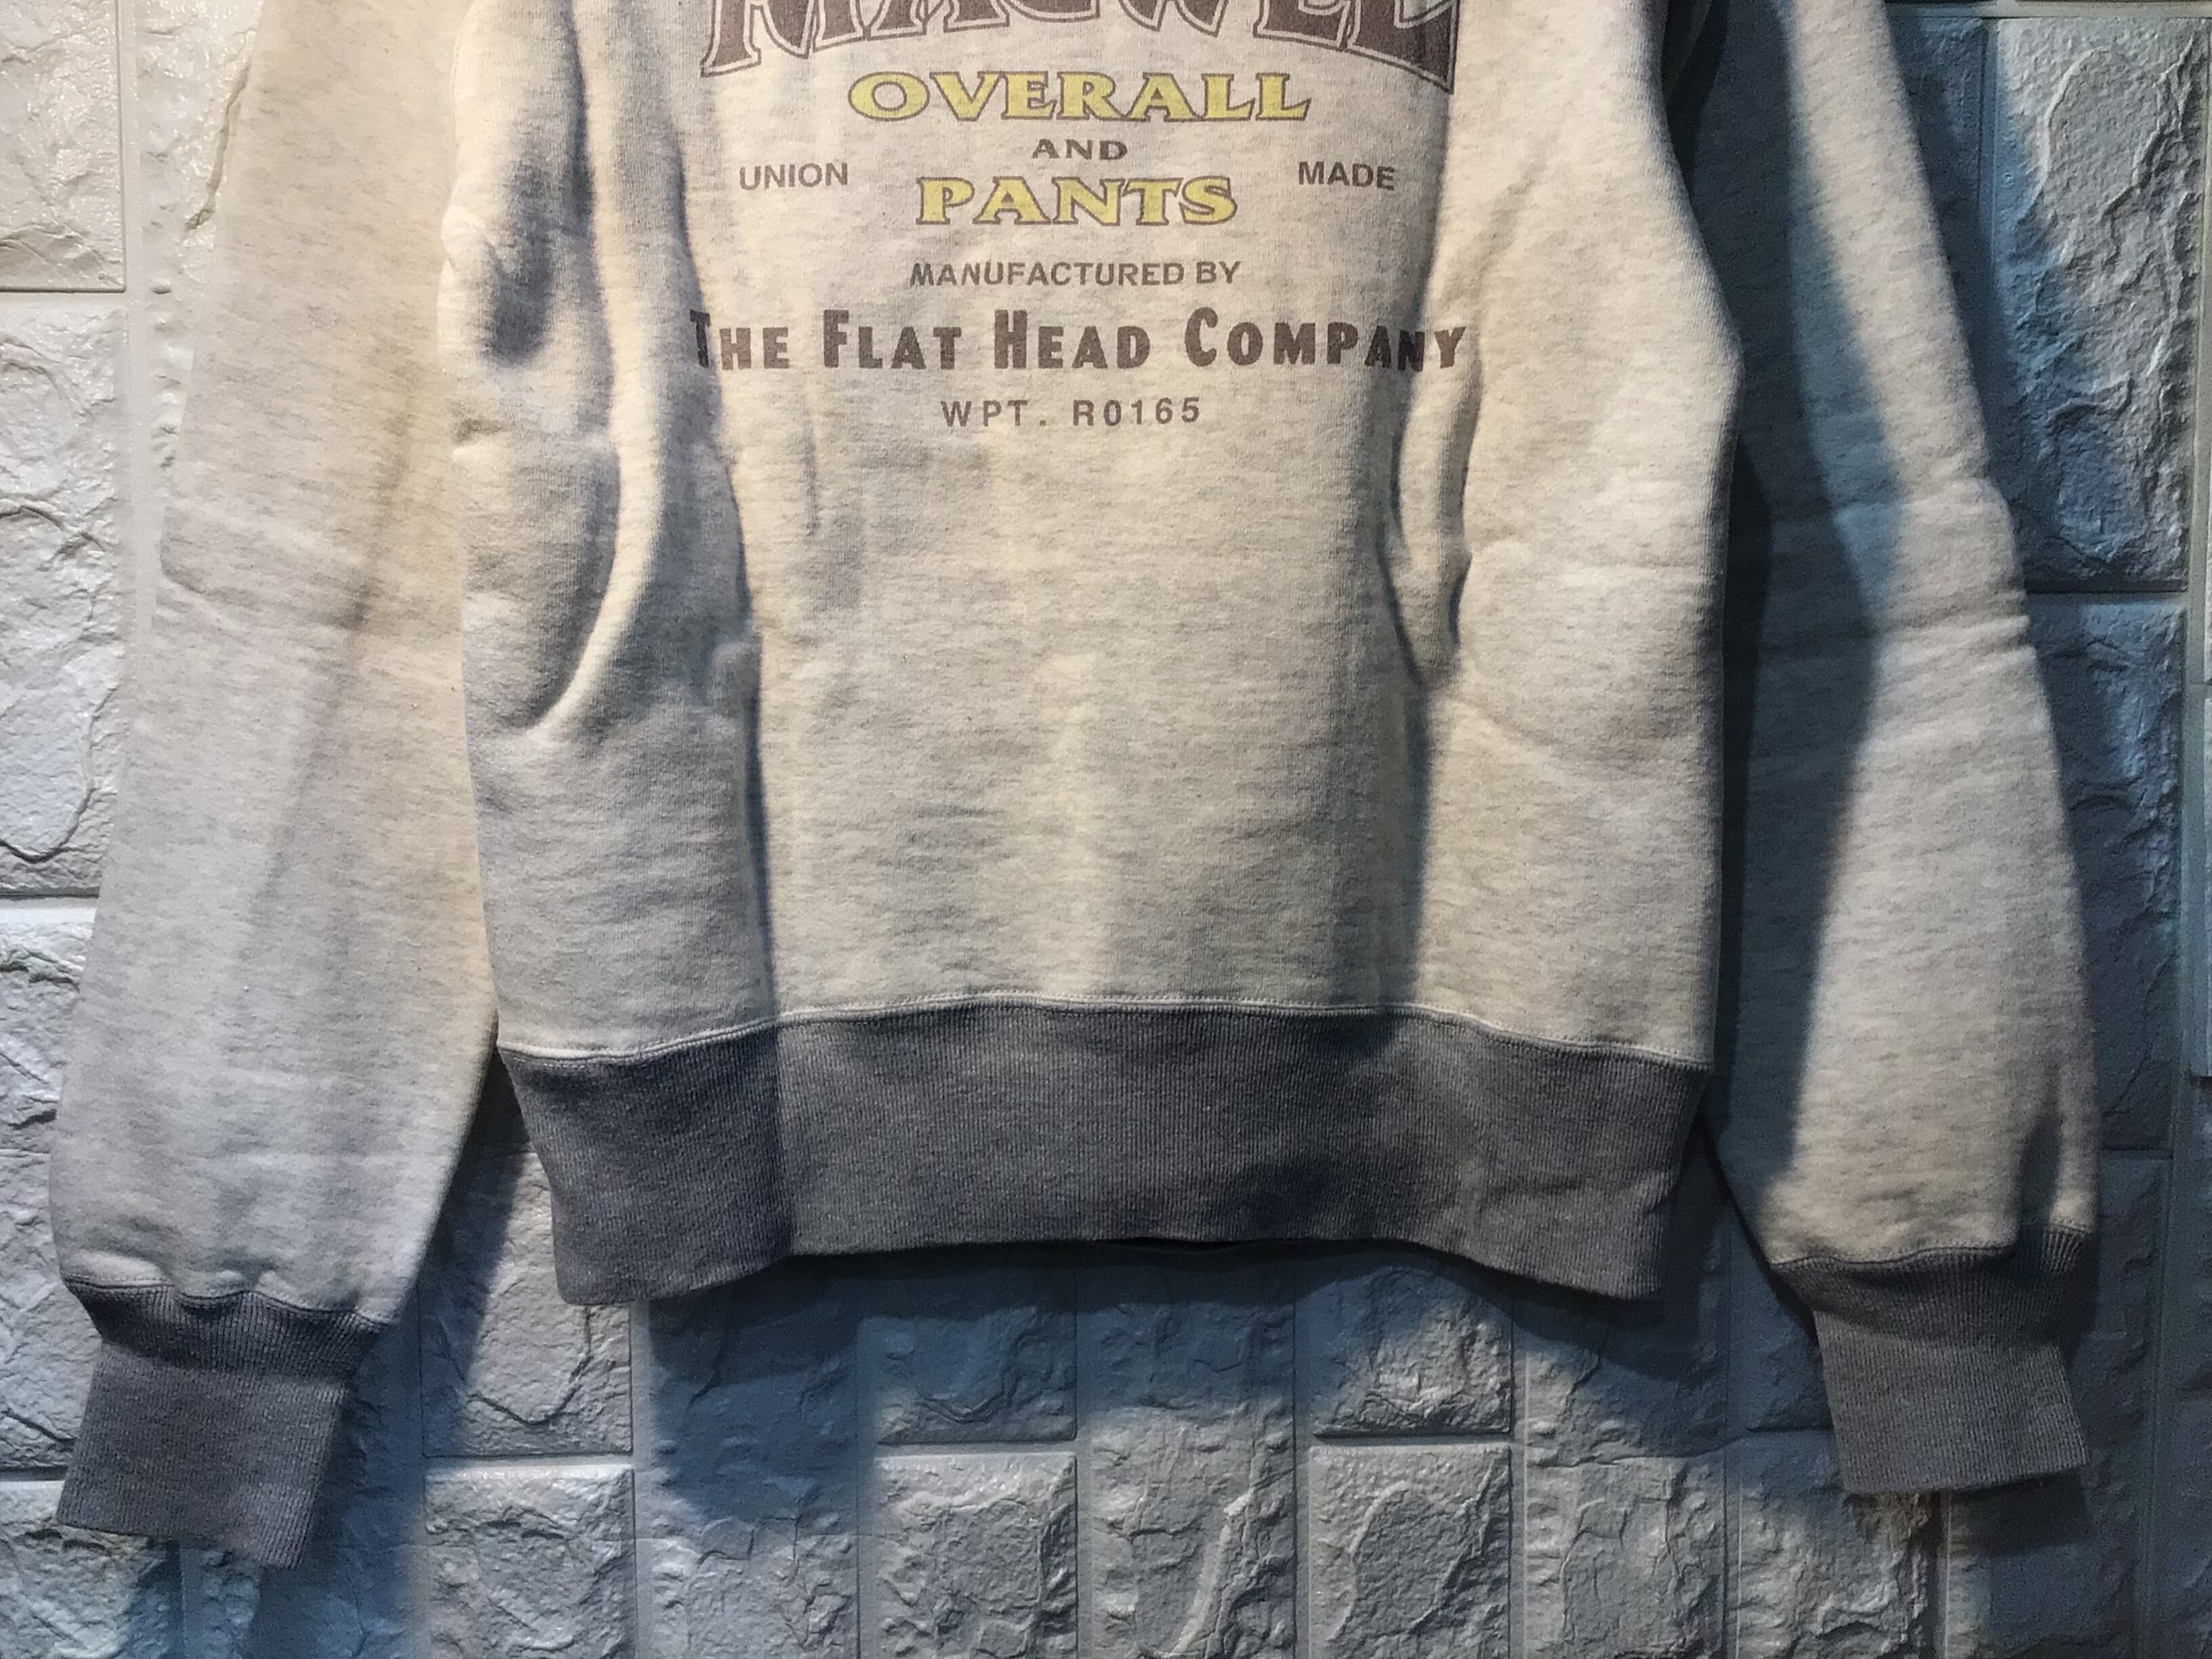 OVERALL
AND
UNION PANTS MADE
MANUFACTURED BY
THE FLAT HEAD COMPANY
WPT. R0165